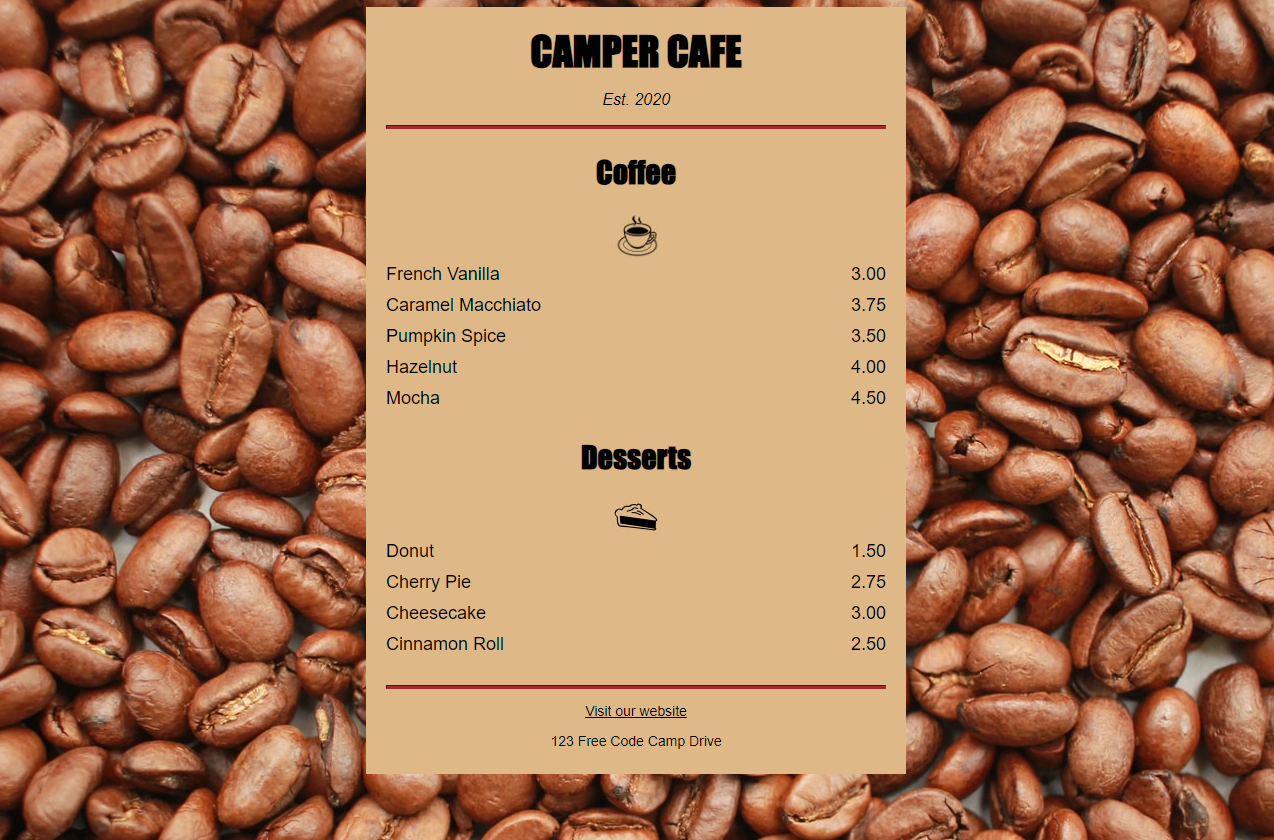 CAMPER CAFE
Est. 2020
Coffee
French Vanilla 3.00
Caramel Macchiato 3.75
Pumpkin Spice 3.50
Hazelnut 4.00
Mocha 4.50
Desserts
Donut 1.50
Cherry Pie 2.75
Cheesecake 3.00
Cinnamon Roll 2.50
Visit our website
123 Free Code Camp Drive